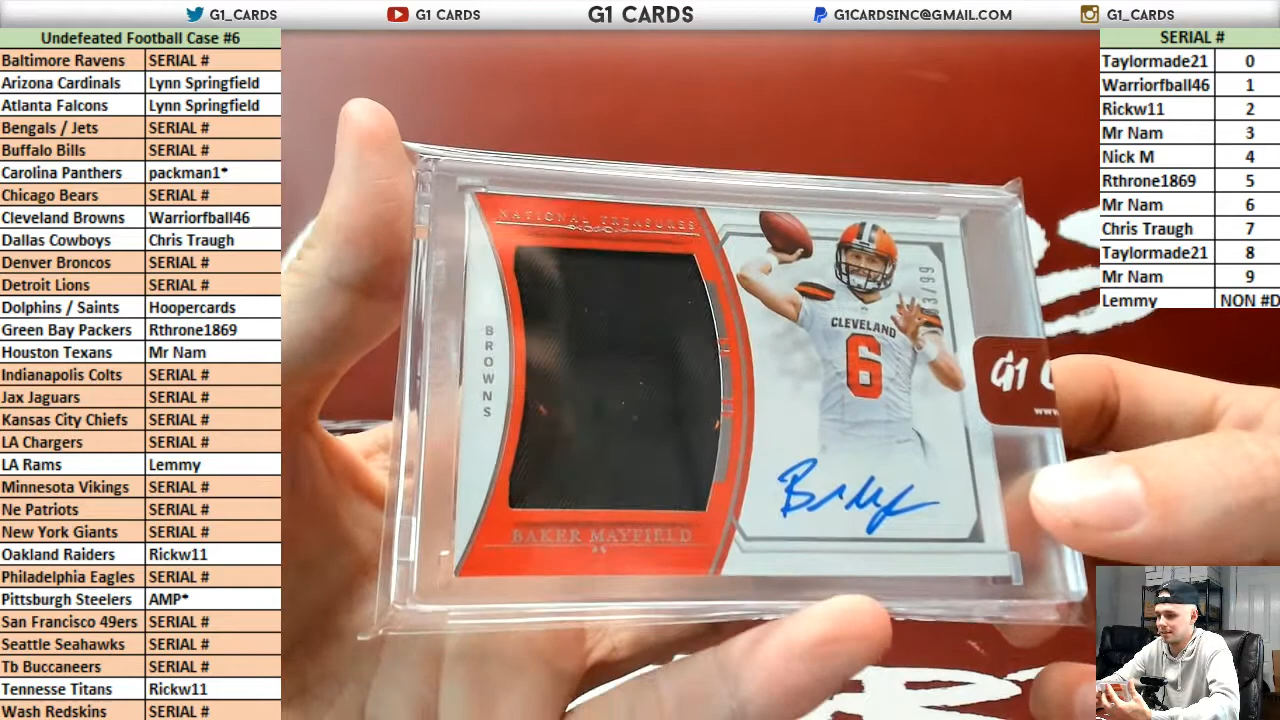 G1_CARDS
G1 CARDS
G1 CARDS
G1CARDSINC@GMAIL.COM
G1_CARDS
Undefeated Football Case #6
Baltimore Ravens SERIAL #
Arizona Cardinals Lynn Springfield
Atlanta Falcons Lynn Springfield
Bengals / Jets SERIAL #
Buffalo Bills SERIAL #
Carolina Panthers packman1*
Chicago Bears SERIAL #
Cleveland Browns Warriorfball46
Dallas Cowboys Chris Traugh
Denver Broncos SERIAL #
Detroit Lions SERIAL #
Dolphins / Saints Hoopercards
Green Bay Packers Rthrone1869
Houston Texans Mr Nam
Indianapolis Colts SERIAL #
Jax Jaguars SERIAL #
Kansas City Chiefs SERIAL #
LA Chargers SERIAL #
LA Rams Lemmy
Minnesota Vikings SERIAL #
Ne Patriots SERIAL #
New York Giants SERIAL #
Oakland Raiders Rickw11
Philadelphia Eagles SERIAL #
Pittsburgh Steelers AMP*
San Francisco 49ers SERIAL #
Seattle Seahawks SERIAL #
Tb Buccaneers SERIAL #
Tennesse Titans Rickw11
Wash Redskins SERIAL #
NATIONAL TREASURES
BROWNS
BAKER MAYFIELD
CLEVELAND
6
3/99
G1
www.
SERIAL #
Taylormade21 0
Warriorfball46 1
Rickw11 2
Mr Nam 3
Nick M 4
Rthrone1869 5
Mr Nam 6
Chris Traugh 7
Taylormade21 8
Mr Nam 9
Lemmy NON #D